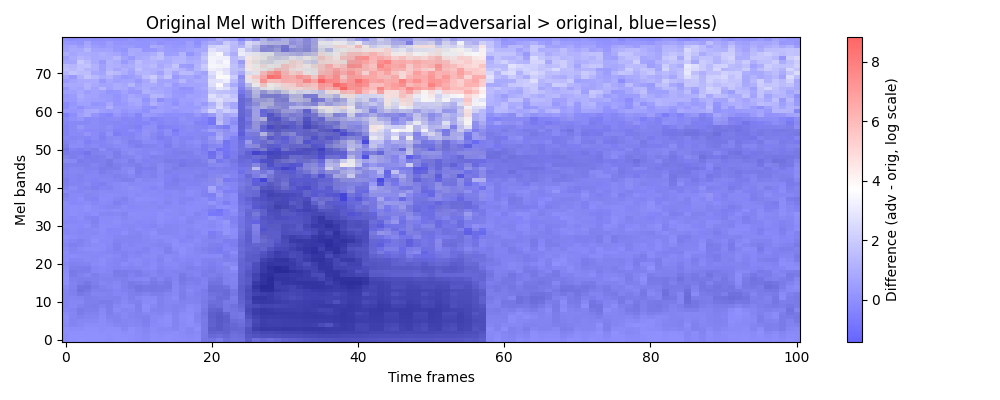 Original Mel with Differences (red=adversarial > original, blue=less)
Mel bands
70
60
50
40
30
20
10
0
0 20 40 60 80 100
Time frames
8
6
4
2
0
Difference (adv - orig, log scale)